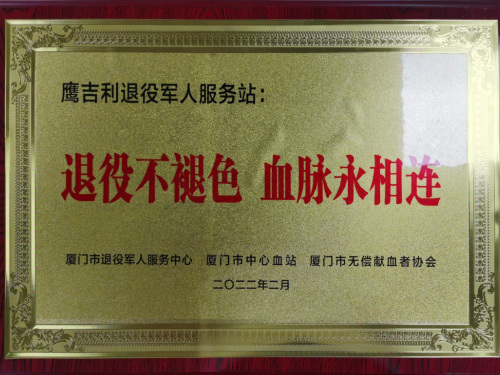 鹰吉利退役军人服务站：
退役不褪色 血脉永相连
厦门市退役军人服务中心 厦门市中心血站 厦门市无偿献血者协会
二〇二二年二月